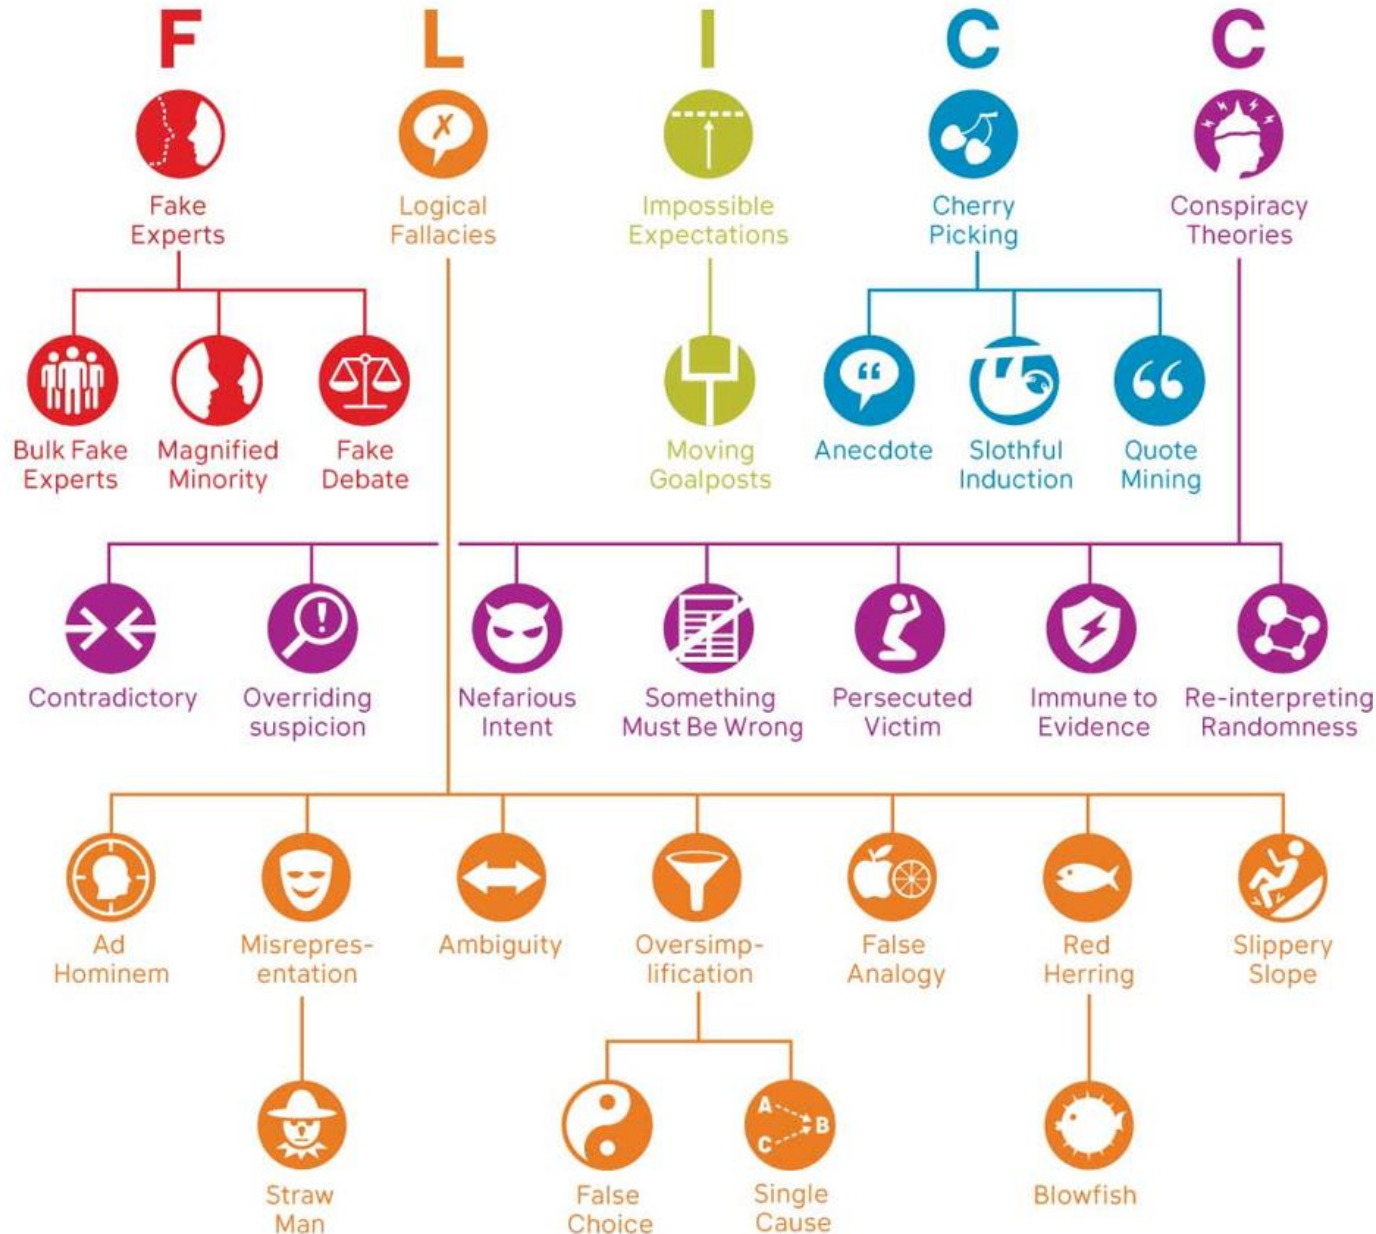 F L I C C
Fake Experts
Logical Fallacies
Impossible Expectations
Cherry Picking
Conspiracy Theories
Bulk Fake Experts
Magnified Minority
Fake Debate
Moving Goalposts
Anecdote
Slothful Induction
Quote Mining
Contradictory
Overriding suspicion
Nefarious Intent
Something Must Be Wrong
Persecuted Victim
Immune to Evidence
Re-interpreting Randomness
Ad Hominem
Misrepres-
entation
Ambiguity
Oversimp-
lification
False Analogy
Red Herring
Slippery Slope
Straw Man
False Choice
A
C
B
Single Cause
Blowfish